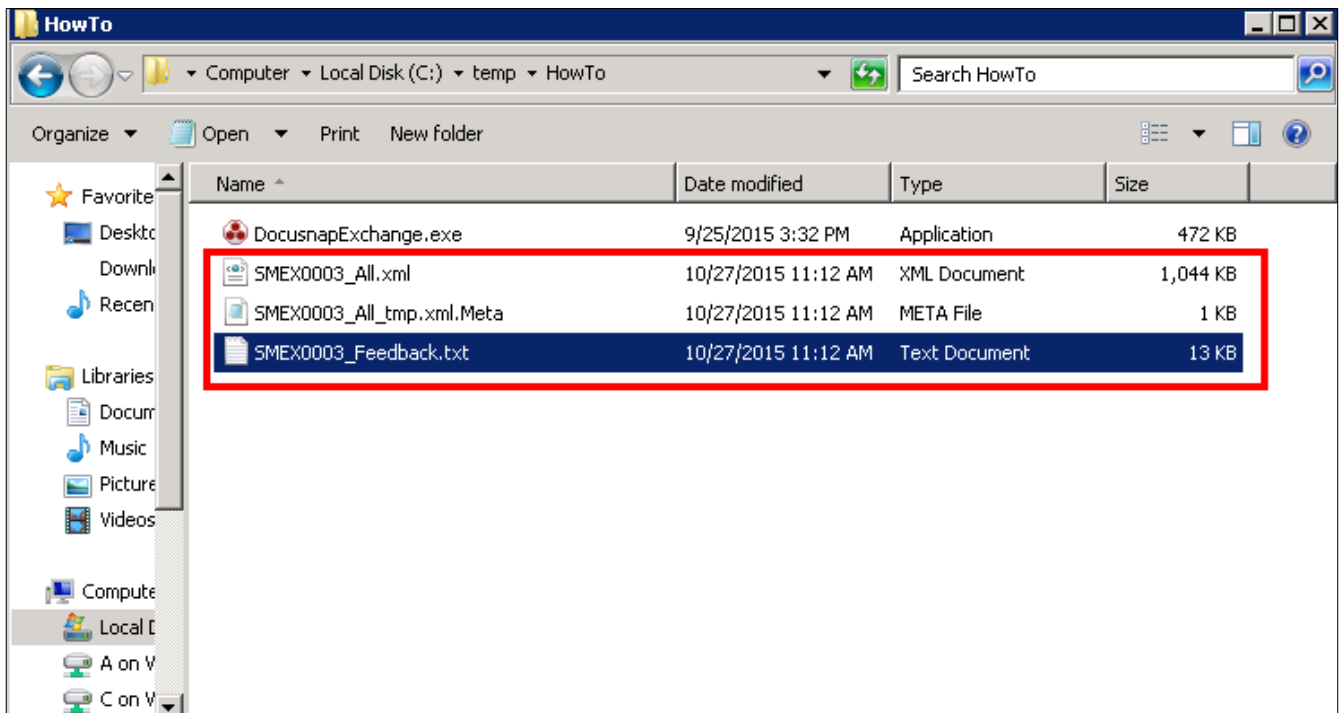 HowTo
Computer Local Disk (C:) temp HowTo Search HowTo
Organize Open Print New folder
Name Date modified Type Size
DocusnapExchange.exe 9/25/2015 3:32 PM Application 472 KB
SMEX0003_All.xml 10/27/2015 11:12 AM XML Document 1,044 KB
SMEX0003_All_tmp.xml.Meta 10/27/2015 11:12 AM META File 1 KB
SMEX0003_Feedback.txt 10/27/2015 11:12 AM Text Document 13 KB
Favorite
Deskto
Downl
Recen
Libraries
Docum
Music
Picture
Videos
Compute
Local D
A on V
C on V